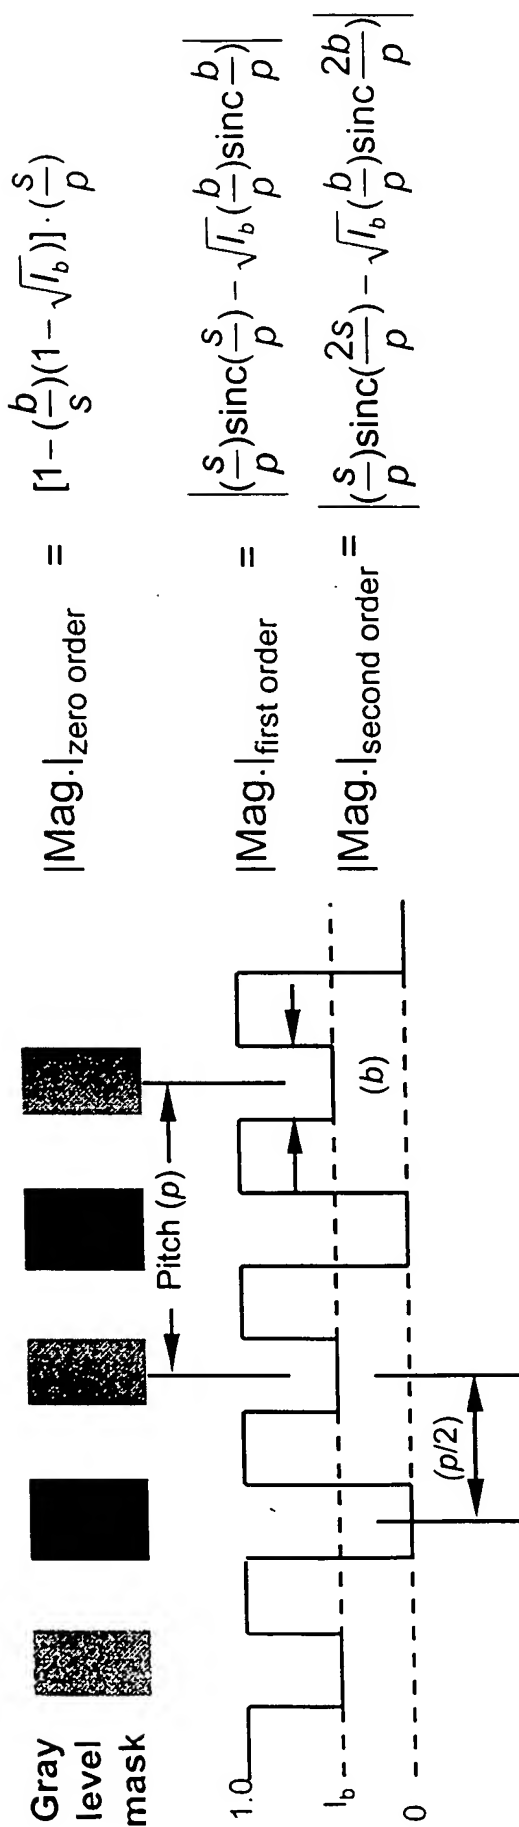 Gray
level
mask
Pitch (p)
1.0
I_b
0
(b)
(p/2)
|Mag.|zero order = [1−(b/s)(1−√I_b)]·(s/p)
|Mag.|first order = |(s/p)sinc(s/p)−√I_b(b/p)sinc b/p|
|Mag.|second order = |(s/p)sinc(2s/p)−√I_b(b/p)sinc 2b/p|